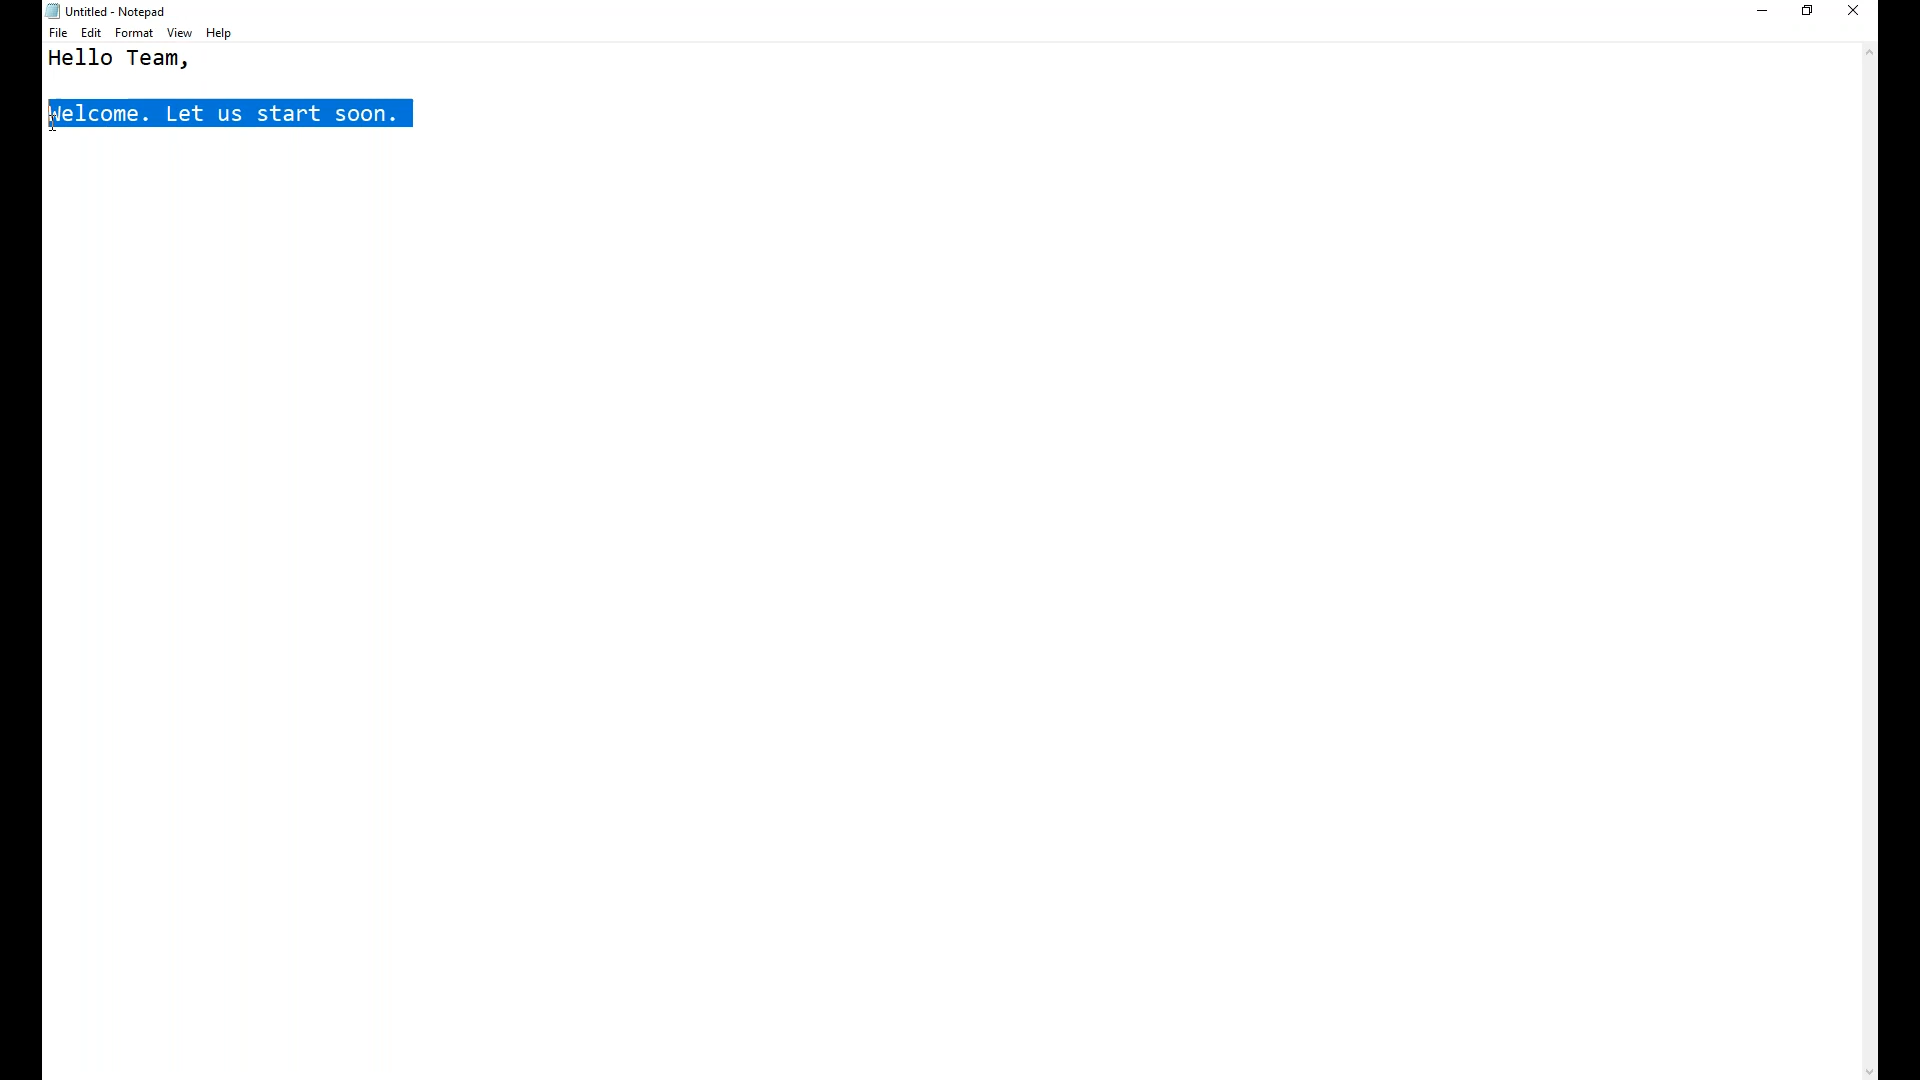 Untitled - Notepad
File Edit Format View Help
Hello Team,
Welcome. Let us start soon.